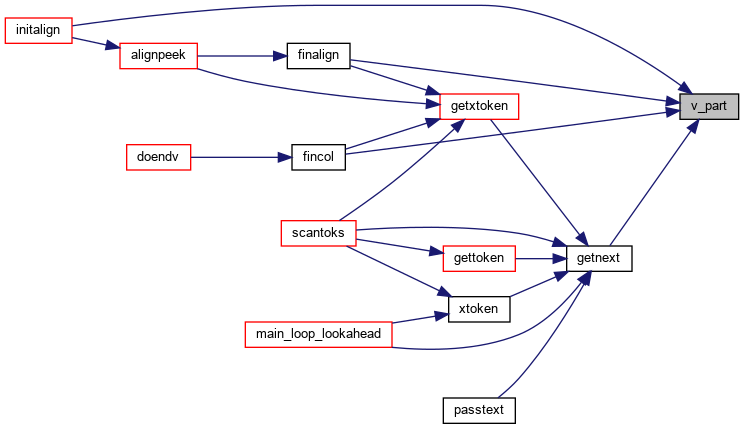 initalign
alignpeek
finalign
getxtoken
v_part
doendv
fincol
scantoks
gettoken
getnext
xtoken
main_loop_lookahead
passtext